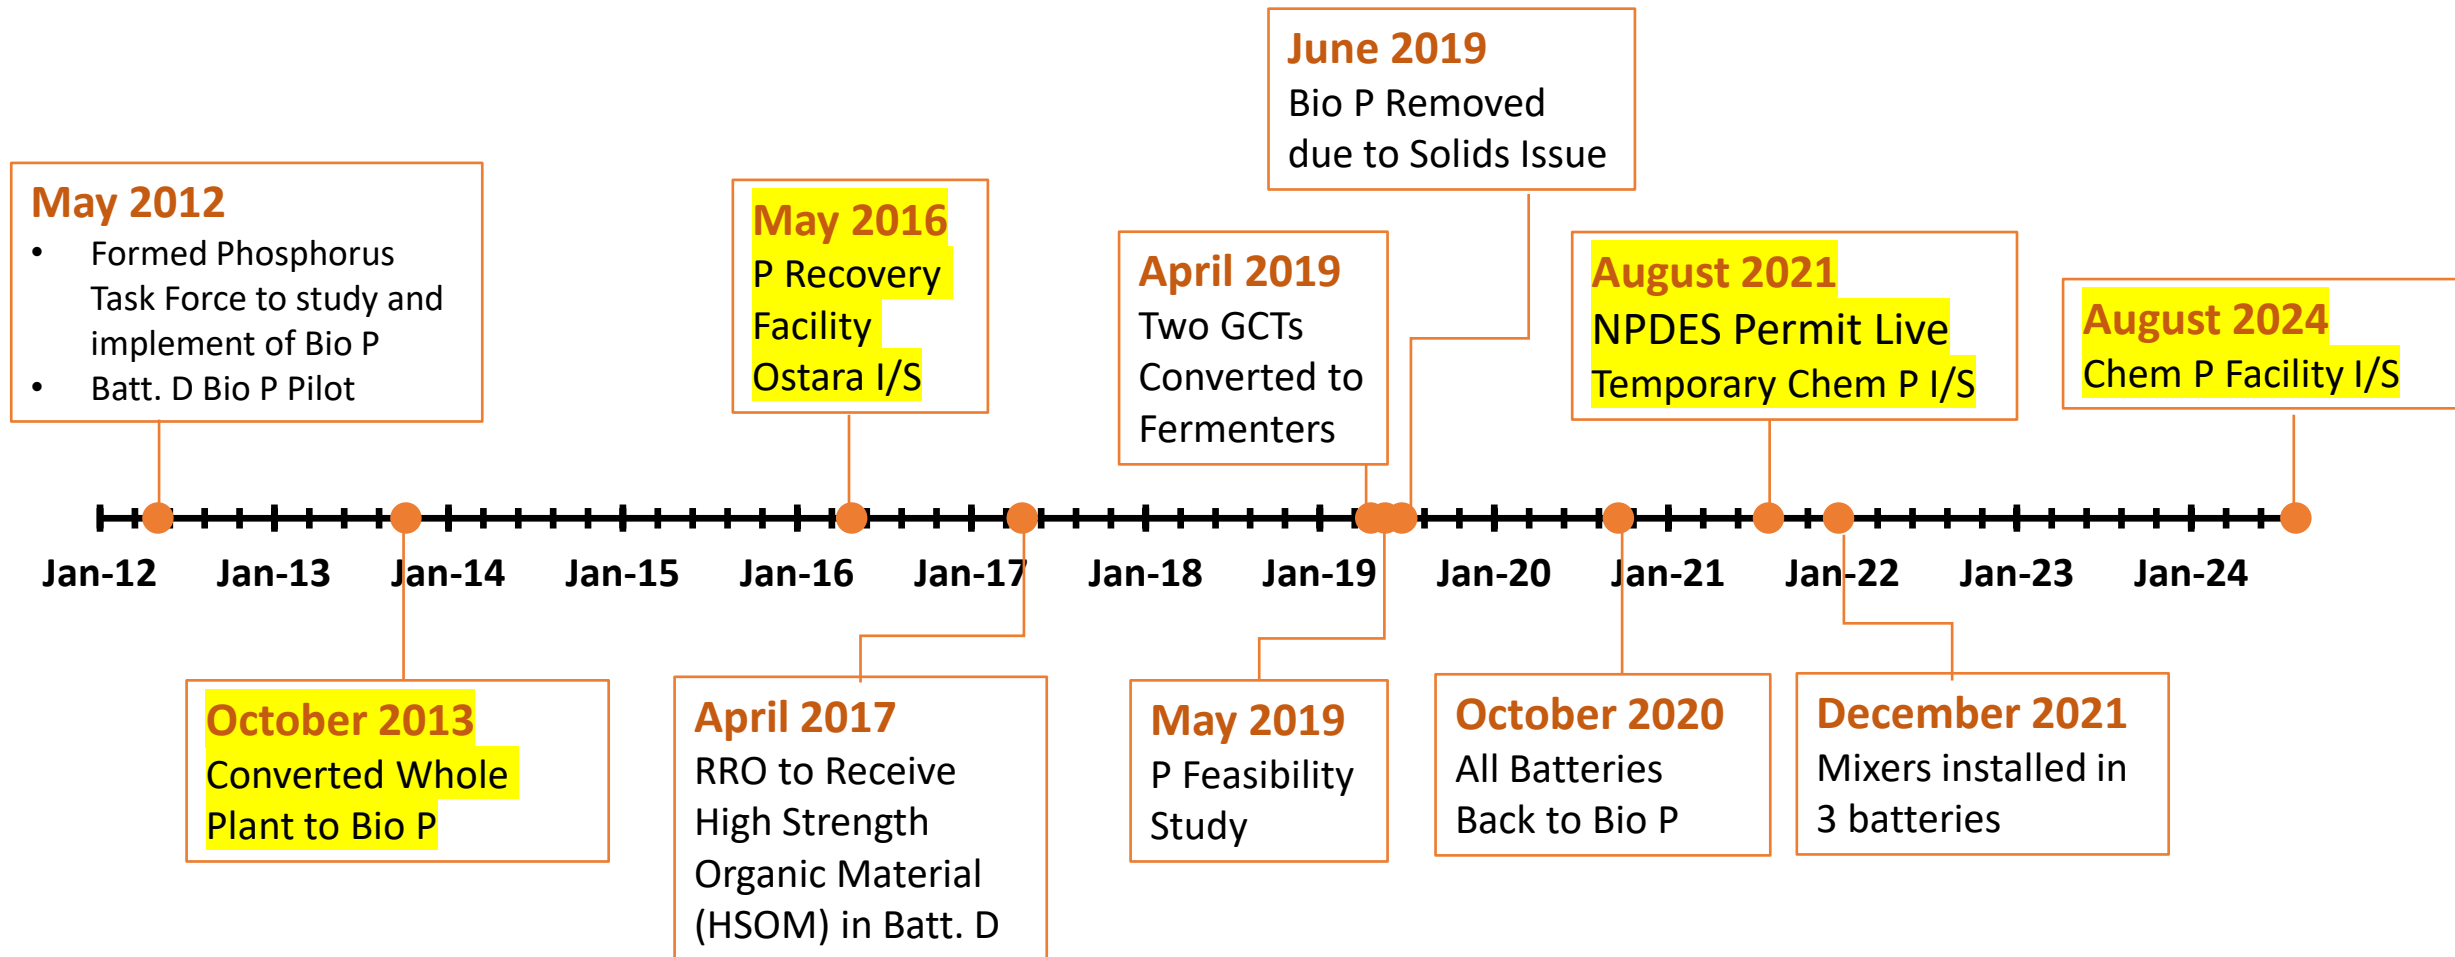 June 2019
Bio P Removed
due to Solids Issue
May 2012
• Formed Phosphorus
Task Force to study and
implement of Bio P
• Batt. D Bio P Pilot
May 2016
P Recovery
Facility
Ostara I/S
April 2019
Two GCTs
Converted to
Fermenters
August 2021
NPDES Permit Live
Temporary Chem P I/S
August 2024
Chem P Facility I/S
Jan-12 Jan-13 Jan-14 Jan-15 Jan-16 Jan-17 Jan-18 Jan-19 Jan-20 Jan-21 Jan-22 Jan-23 Jan-24
October 2013
Converted Whole
Plant to Bio P
April 2017
RRO to Receive
High Strength
Organic Material
(HSOM) in Batt. D
May 2019
P Feasibility
Study
October 2020
All Batteries
Back to Bio P
December 2021
Mixers installed in
3 batteries